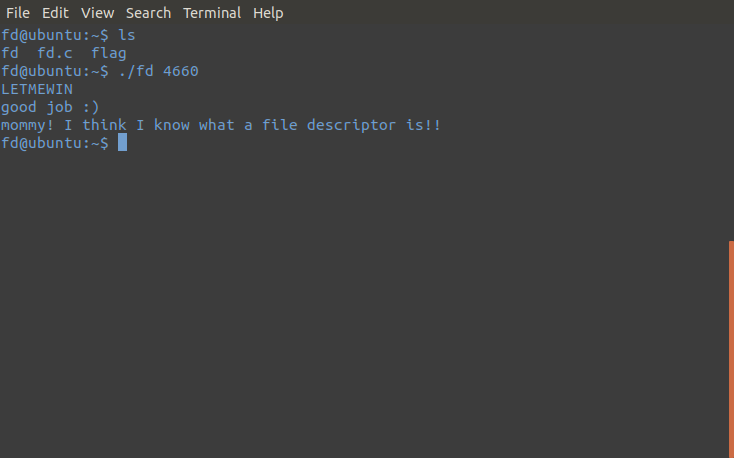 File Edit View Search Terminal Help
fd@ubuntu:~$ ls
fd  fd.c  flag
fd@ubuntu:~$ ./fd 4660
LETMEWIN
good job :)
mommy! I think I know what a file descriptor is!!
fd@ubuntu:~$